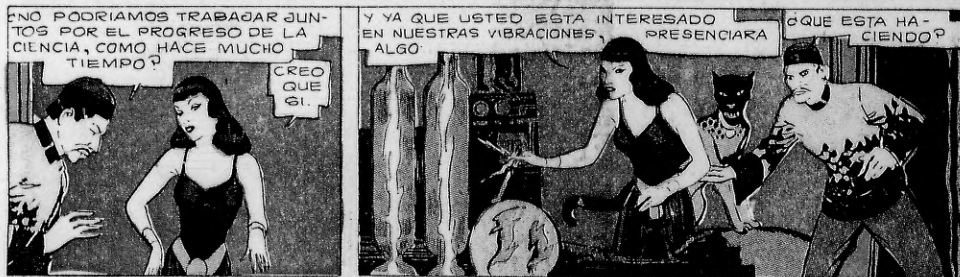 ¿NO PODRIAMOS TRABAJAR JUN-
TOS POR EL PROGRESO DE LA
CIENCIA, COMO HACE MUCHO
TIEMPO?
CREO
QUE
SI.
Y YA QUE USTED ESTA INTERESADO
EN NUESTRAS VIBRACIONES, PRESENCIARA
ALGO
¿QUE ESTA HA-
CIENDO?